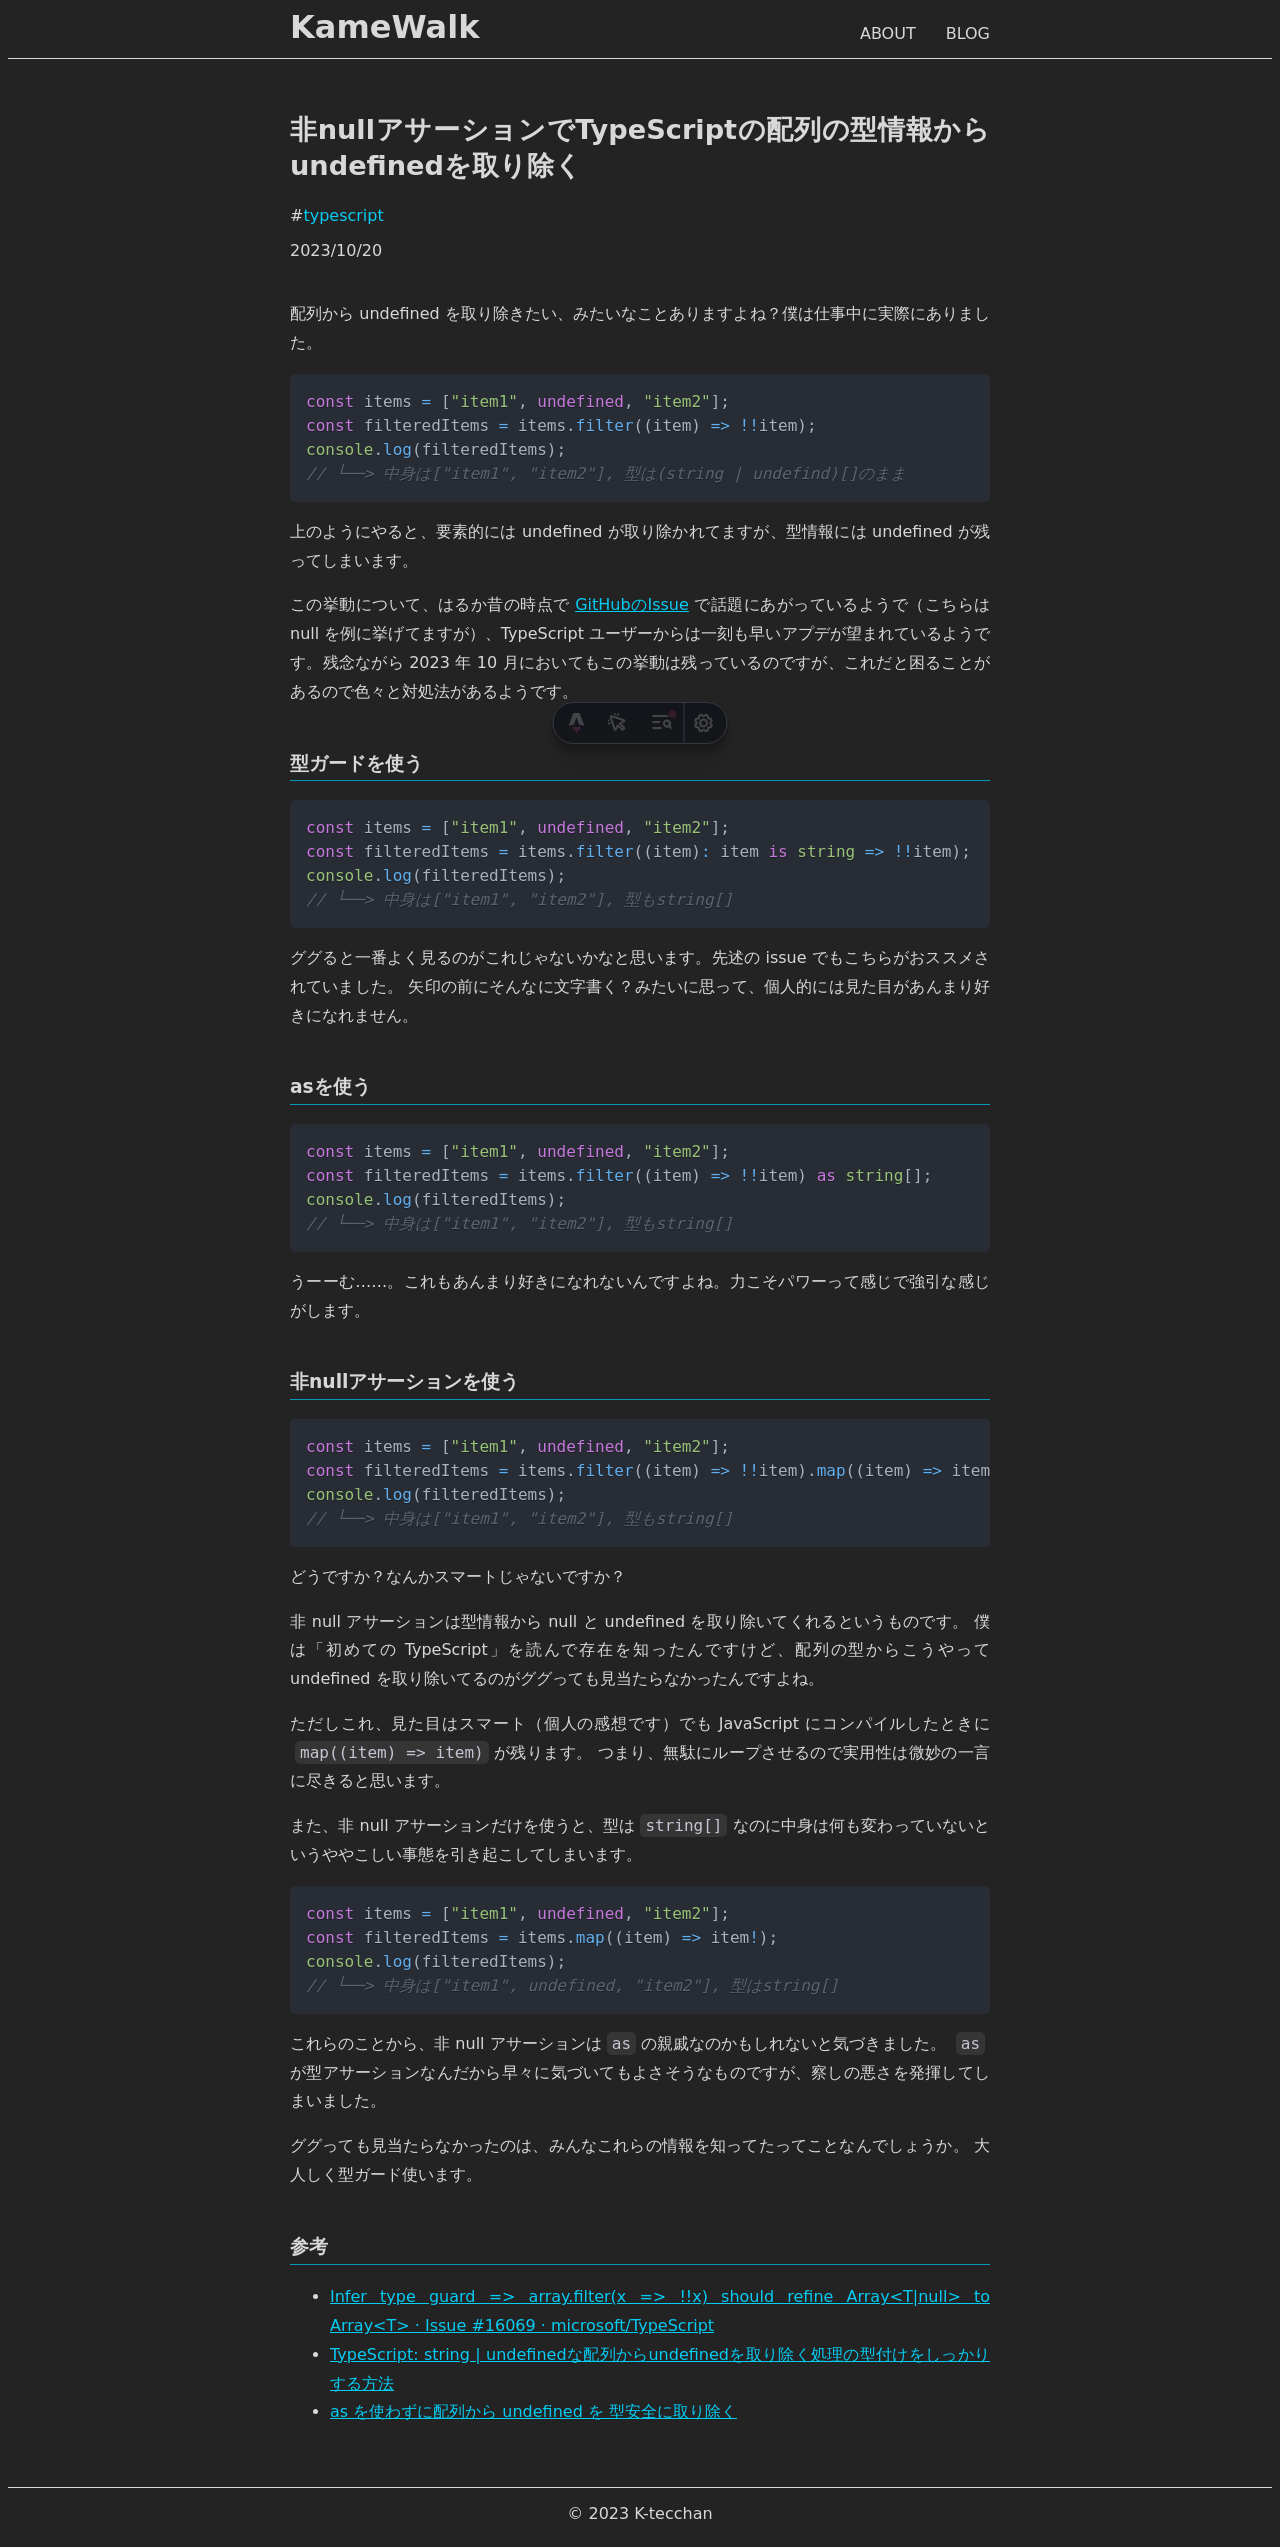 KameWalk
ABOUT BLOG
非nullアサーションでTypeScriptの配列の型情報から
undefinedを取り除く
#typescript
2023/10/20
配列から undefined を取り除きたい、みたいなことありますよね？僕は仕事中に実際にありまし
た。
const items = ["item1", undefined, "item2"];
const filteredItems = items.filter((item) => !!item);
console.log(filteredItems);
// └──> 中身は["item1", "item2"], 型は(string | undefind)[]のまま
上のようにやると、要素的には undefined が取り除かれてますが、型情報には undefined が残
ってしまいます。
この挙動について、はるか昔の時点で GitHubのIssue で話題にあがっているようで（こちらは
null を例に挙げてますが）、TypeScript ユーザーからは一刻も早いアプデが望まれているようで
す。残念ながら 2023 年 10 月においてもこの挙動は残っているのですが、これだと困ることが
あるので色々と対処法があるようです。
型ガードを使う
const items = ["item1", undefined, "item2"];
const filteredItems = items.filter((item): item is string => !!item);
console.log(filteredItems);
// └──> 中身は["item1", "item2"], 型もstring[]
ググると一番よく見るのがこれじゃないかなと思います。先述の issue でもこちらがおススメさ
れていました。 矢印の前にそんなに文字書く？みたいに思って、個人的には見た目があんまり好
きになれません。
asを使う
const items = ["item1", undefined, "item2"];
const filteredItems = items.filter((item) => !!item) as string[];
console.log(filteredItems);
// └──> 中身は["item1", "item2"], 型もstring[]
うーーむ……。これもあんまり好きになれないんですよね。力こそパワーって感じで強引な感じ
がします。
非nullアサーションを使う
const items = ["item1", undefined, "item2"];
const filteredItems = items.filter((item) => !!item).map((item) => item
console.log(filteredItems);
// └──> 中身は["item1", "item2"], 型もstring[]
どうですか？なんかスマートじゃないですか？
非 null アサーションは型情報から null と undefined を取り除いてくれるというものです。 僕
は「初めての TypeScript」を読んで存在を知ったんですけど、配列の型からこうやって
undefined を取り除いてるのがググっても見当たらなかったんですよね。
ただしこれ、見た目はスマート（個人の感想です）でも JavaScript にコンパイルしたときに
map((item) => item) が残ります。 つまり、無駄にループさせるので実用性は微妙の一言
に尽きると思います。
また、非 null アサーションだけを使うと、型は string[] なのに中身は何も変わっていないと
いうややこしい事態を引き起こしてしまいます。
const items = ["item1", undefined, "item2"];
const filteredItems = items.map((item) => item!);
console.log(filteredItems);
// └──> 中身は["item1", undefined, "item2"], 型はstring[]
これらのことから、非 null アサーションは as の親戚なのかもしれないと気づきました。 as
が型アサーションなんだから早々に気づいてもよさそうなものですが、察しの悪さを発揮してし
まいました。
ググっても見当たらなかったのは、みんなこれらの情報を知ってたってことなんでしょうか。 大
人しく型ガード使います。
参考
• Infer type guard => array.filter(x => !!x) should refine Array<T|null> to
Array<T> · Issue #16069 · microsoft/TypeScript
• TypeScript: string | undefinedな配列からundefinedを取り除く処理の型付けをしっかり
する方法
• as を使わずに配列から undefined を 型安全に取り除く
© 2023 K-tecchan